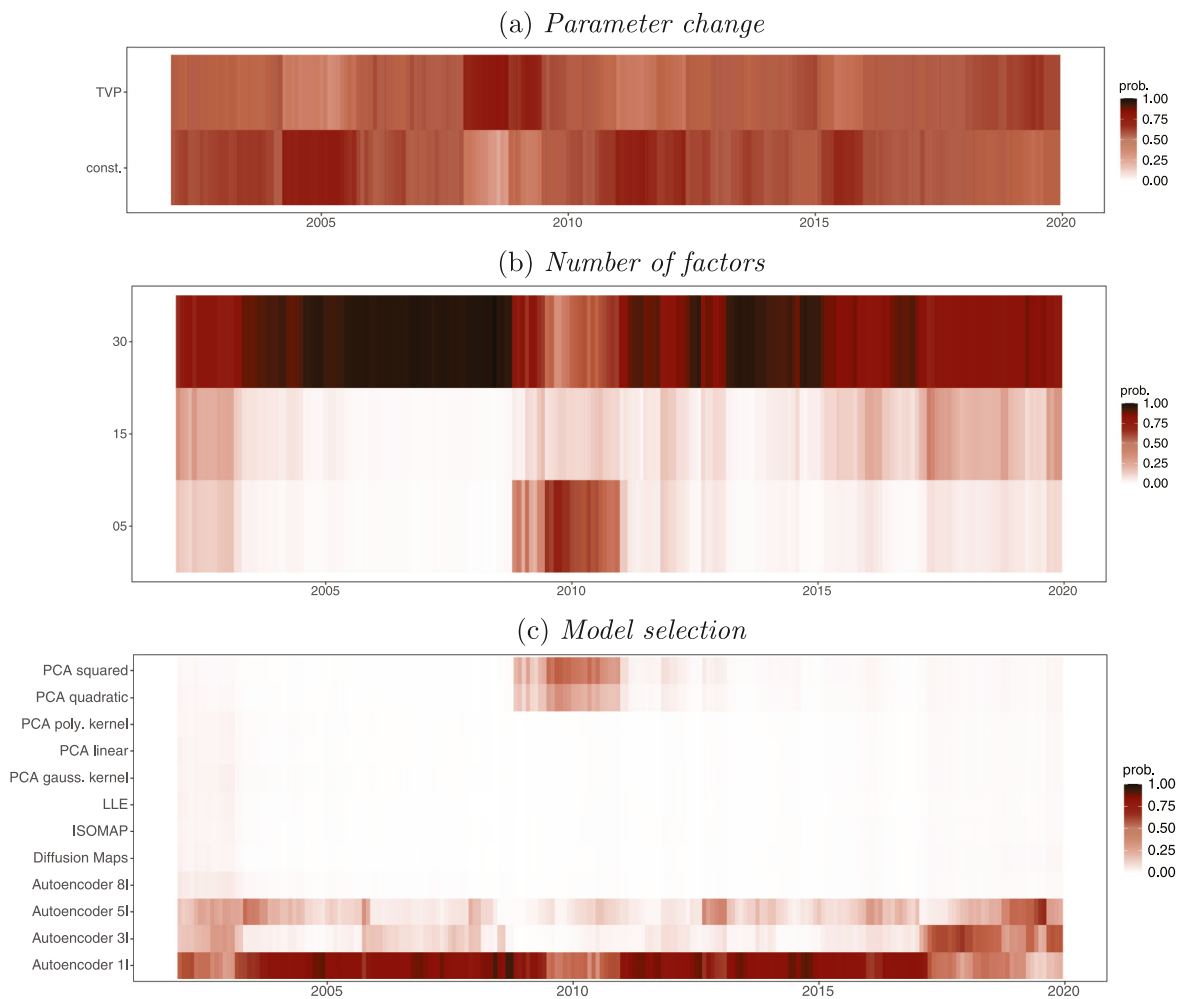 (a) Parameter change
TVP
const.
prob.
1.00
0.75
0.50
0.25
0.00
2005 2010 2015 2020
(b) Number of factors
30
15
05
prob.
1.00
0.75
0.50
0.25
0.00
2005 2010 2015 2020
(c) Model selection
PCA squared
PCA quadratic
PCA poly. kernel
PCA linear
PCA gauss. kernel
LLE
ISOMAP
Diffusion Maps
Autoencoder 8l
Autoencoder 5l
Autoencoder 3l
Autoencoder 1l
prob.
1.00
0.75
0.50
0.25
0.00
2005 2010 2015 2020